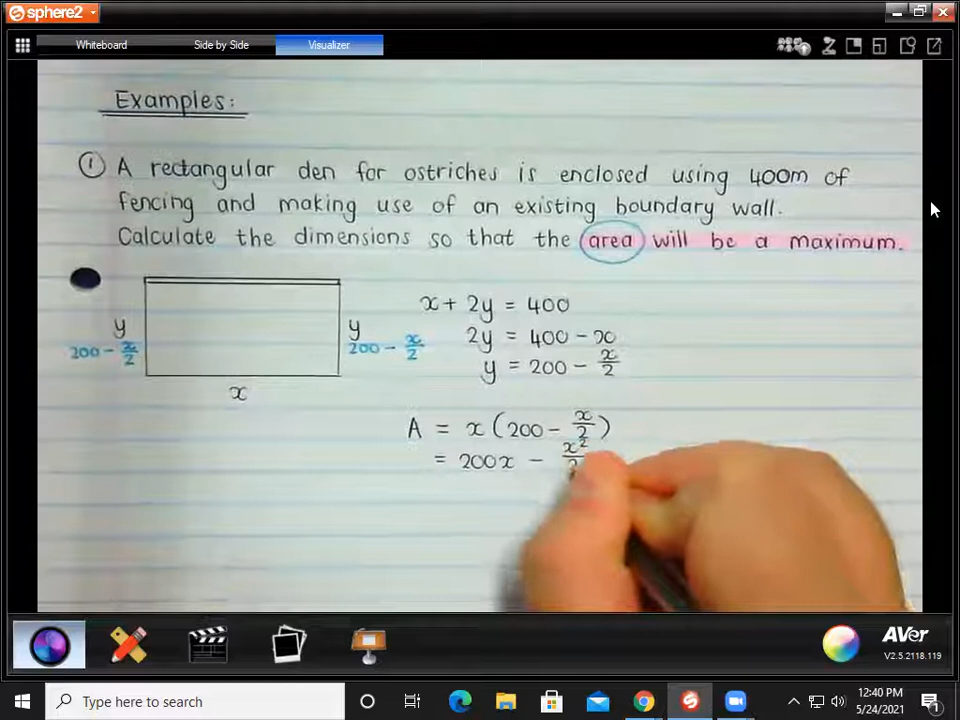 sphere2
Whiteboard Side by Side Visualizer
Examples:
① A rectangular den for ostriches is enclosed using 400m of
fencing and making use of an existing boundary wall.
Calculate the dimensions so that the area will be a maximum.
x + 2y = 400
y y
200 - x/2 200 - x/2
2y = 400 - x
y = 200 - x/2
x
A = x(200 - x/2)
= 200x - x²/2
AVer
V2.5.2118.119
Type here to search
12:40 PM
5/24/2021
1